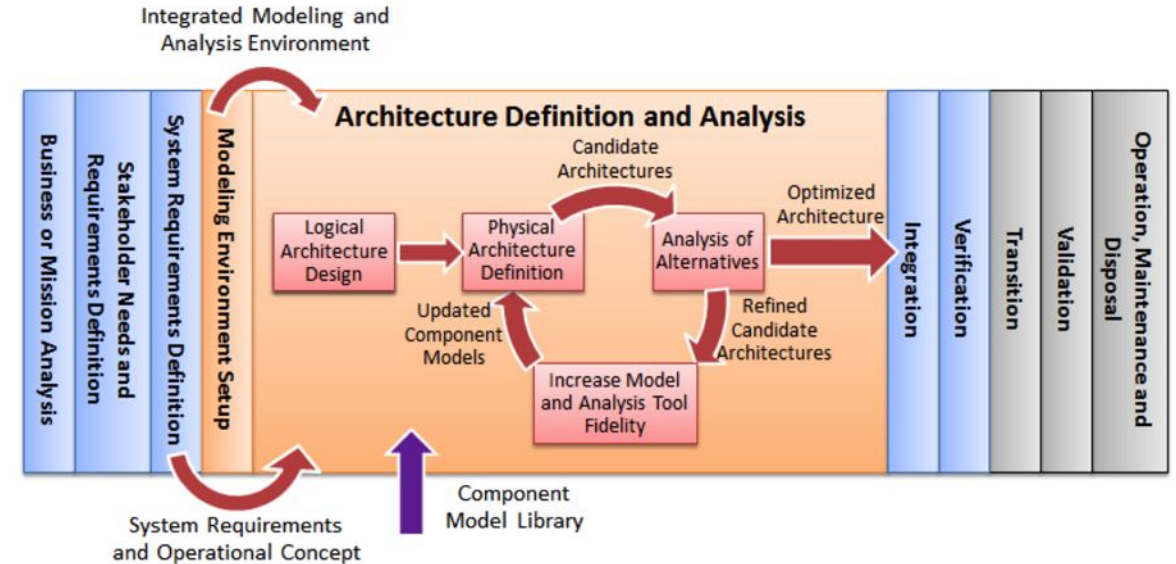 Integrated Modeling and
Analysis Environment
Business or Mission Analysis
Stakeholder Needs and
Requirements Definition
System Requirements Definition
Modeling Environment Setup
Architecture Definition and Analysis
Candidate
Architectures
Logical
Architecture
Design
Physical
Architecture
Definition
Analysis of
Alternatives
Optimized
Architecture
Updated
Component
Models
Refined
Candidate
Architectures
Increase Model
and Analysis Tool
Fidelity
Integration
Verification
Transition
Validation
Operation, Maintenance and
Disposal
System Requirements
and Operational Concept
Component
Model Library